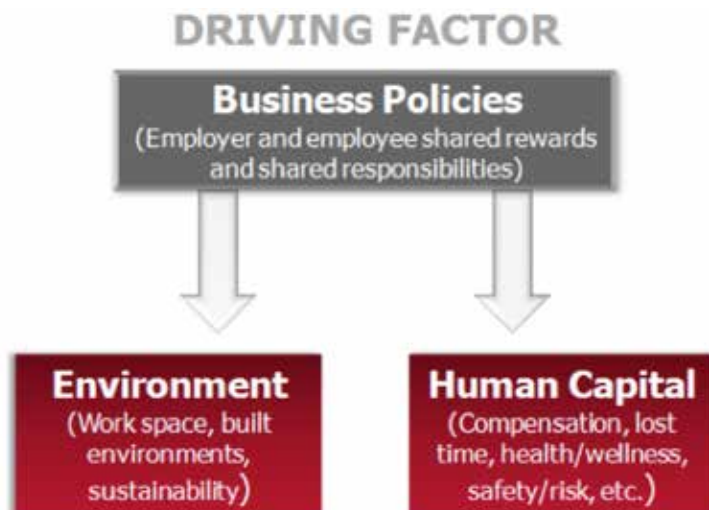 DRIVING FACTOR
Business Policies
(Employer and employee shared rewards
and shared responsibilities)
Environment
(Work space, built
environments,
sustainability)
Human Capital
(Compensation, lost
time, health/wellness,
safety/risk, etc.)